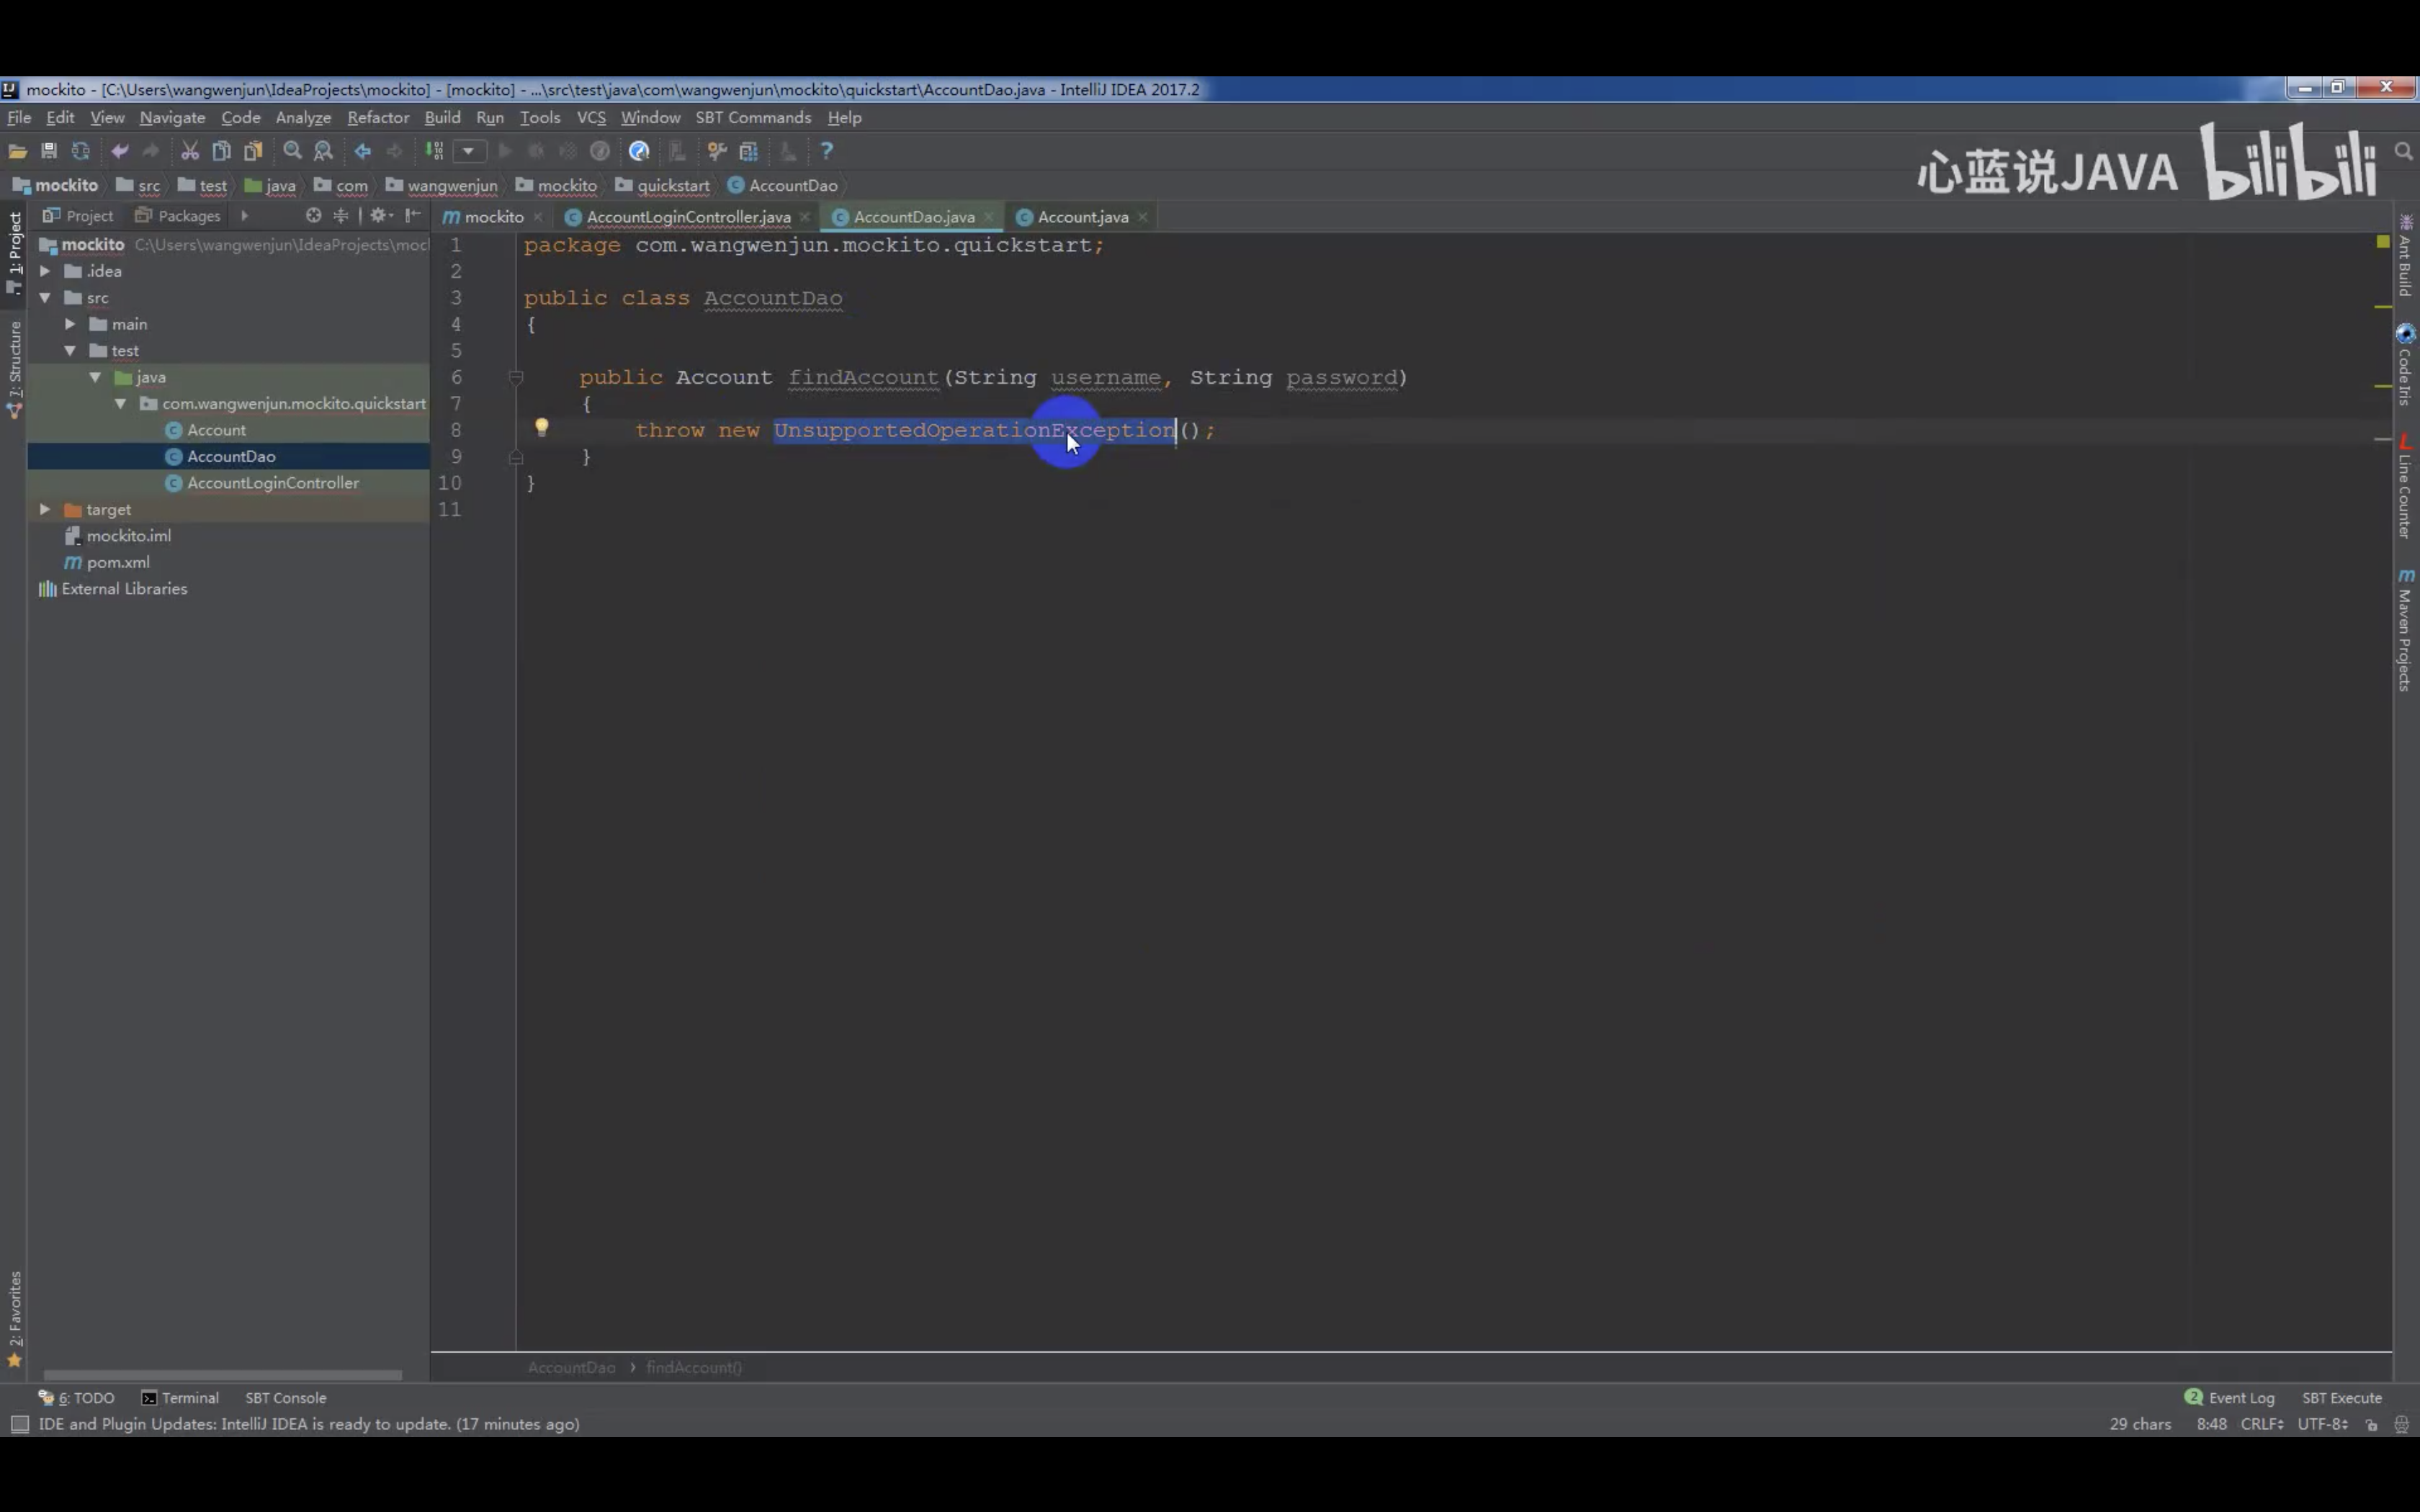 mockito - [C:\Users\wangwenjun\IdeaProjects\mockito] - [mockito] - ...\src\test\java\com\wangwenjun\mockito\quickstart\AccountDao.java - IntelliJ IDEA 2017.2
File Edit View Navigate Code Analyze Refactor Build Run Tools VCS Window SBT Commands Help
心蓝说JAVA bilibili
mockito src test java com wangwenjun mockito quickstart AccountDao
Project Packages
mockito AccountLoginController.java AccountDao.java Account.java
1: Project
7: Structure
2: Favorites
mockito C:\Users\wangwenjun\IdeaProjects\moc
.idea
src
main
test
java
com.wangwenjun.mockito.quickstart
Account
AccountDao
AccountLoginController
target
mockito.iml
pom.xml
External Libraries
1 package com.wangwenjun.mockito.quickstart;
2
3 public class AccountDao
4 {
5
6 public Account findAccount(String username, String password)
7 {
8 throw new UnsupportedOperationException();
9 }
10 }
11
Ant Build
Code Iris
L Line Counter
m Maven Projects
AccountDao › findAccount()
6: TODO Terminal SBT Console 2 Event Log SBT Execute
IDE and Plugin Updates: IntelliJ IDEA is ready to update. (17 minutes ago) 29 chars 8:48 CRLF UTF-8